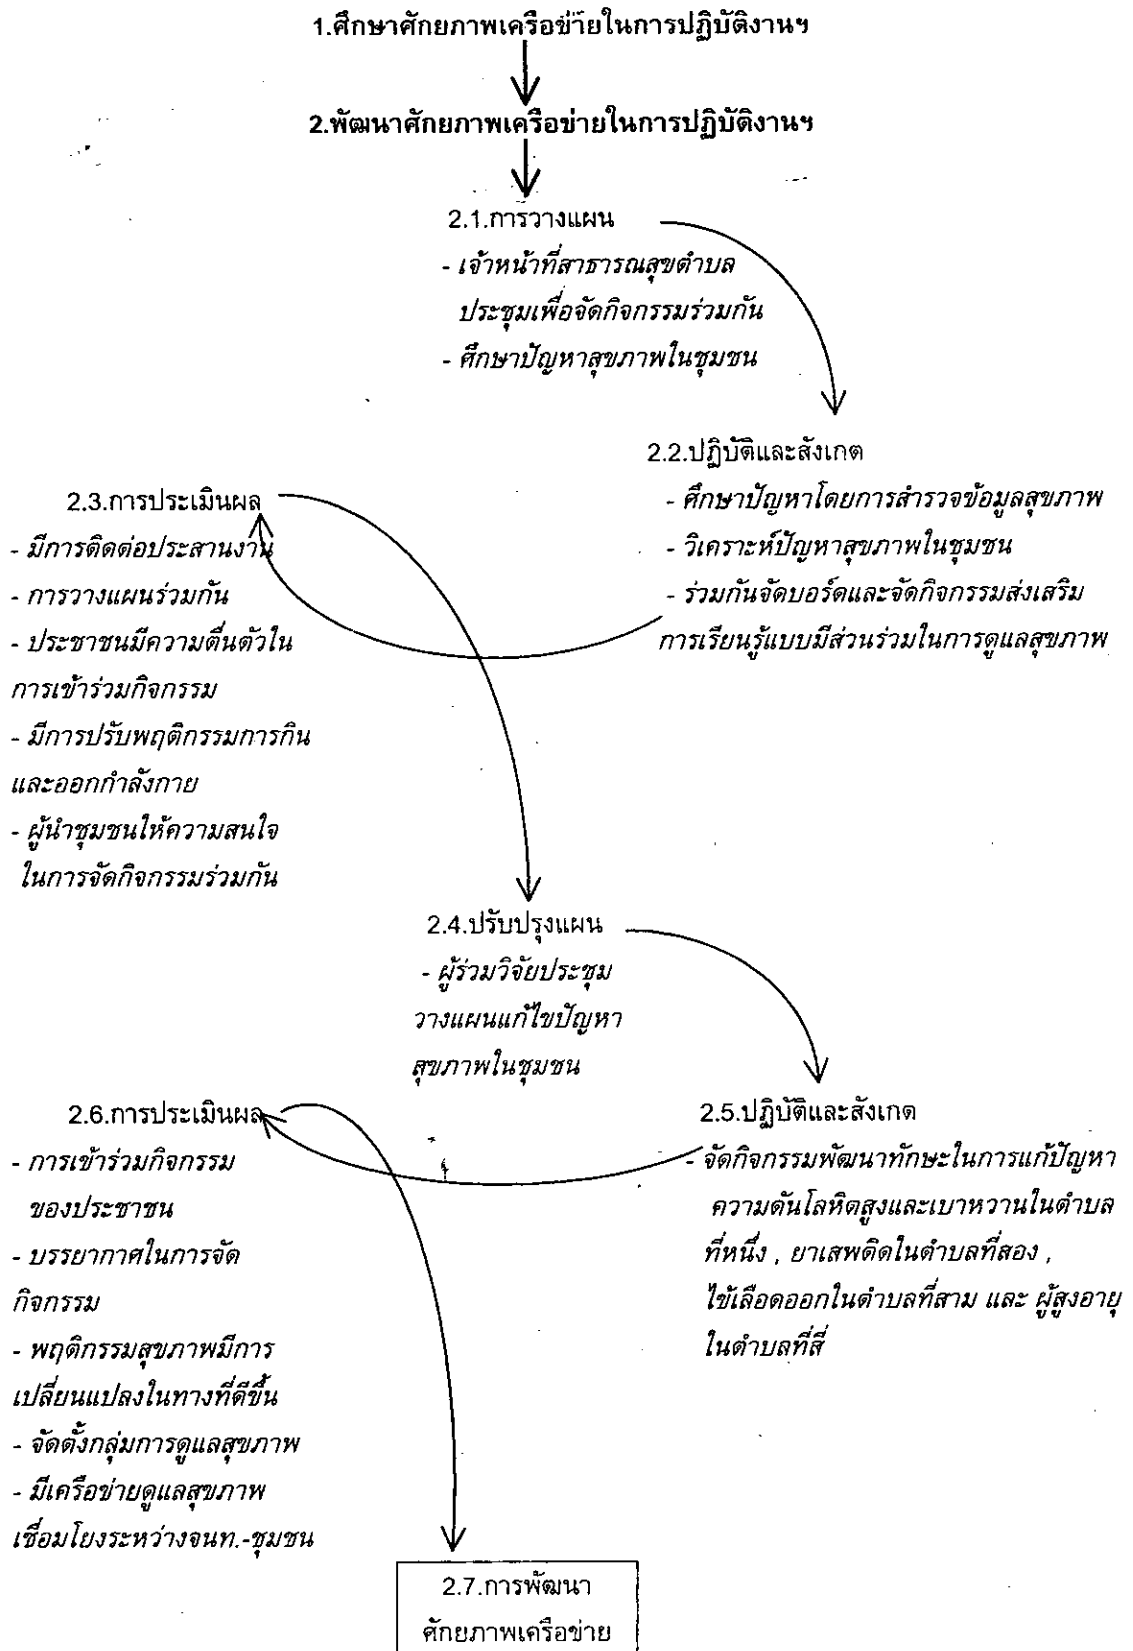 1.ศึกษาศักยภาพเครือข่ายในการปฏิบัติงานฯ
2.พัฒนาศักยภาพเครือข่ายในการปฏิบัติงานฯ
2.1.การวางแผน
- เจ้าหน้าที่สาธารณสุขตำบล
ประชุมเพื่อจัดกิจกรรมร่วมกัน
- ศึกษาปัญหาสุขภาพในชุมชน
2.2.ปฏิบัติและสังเกต
- ศึกษาปัญหาโดยการสำรวจข้อมูลสุขภาพ
- วิเคราะห์ปัญหาสุขภาพในชุมชน
- ร่วมกันจัดบอร์ดและจัดกิจกรรมส่งเสริม
การเรียนรู้แบบมีส่วนร่วมในการดูแลสุขภาพ
2.3.การประเมินผล
- มีการติดต่อประสานงาน
- การวางแผนร่วมกัน
- ประชาชนมีความตื่นตัวใน
การเข้าร่วมกิจกรรม
- มีการปรับพฤติกรรมการกิน
และออกกำลังกาย
- ผู้นำชุมชนให้ความสนใจ
ในการจัดกิจกรรมร่วมกัน
2.4.ปรับปรุงแผน
- ผู้ร่วมวิจัยประชุม
วางแผนแก้ไขปัญหา
สุขภาพในชุมชน
2.5.ปฏิบัติและสังเกต
- จัดกิจกรรมพัฒนาทักษะในการแก้ปัญหา
ความดันโลหิตสูงและเบาหวานในตำบล
ที่หนึ่ง , ยาเสพติดในตำบลที่สอง ,
ไข้เลือดออกในตำบลที่สาม และ ผู้สูงอายุ
ในตำบลที่สี่
2.6.การประเมินผล
- การเข้าร่วมกิจกรรม
ของประชาชน
- บรรยากาศในการจัด
กิจกรรม
- พฤติกรรมสุขภาพมีการ
เปลี่ยนแปลงในทางที่ดีขึ้น
- จัดตั้งกลุ่มการดูแลสุขภาพ
- มีเครือข่ายดูแลสุขภาพ
เชื่อมโยงระหว่างจนท.-ชุมชน
2.7.การพัฒนา
ศักยภาพเครือข่าย